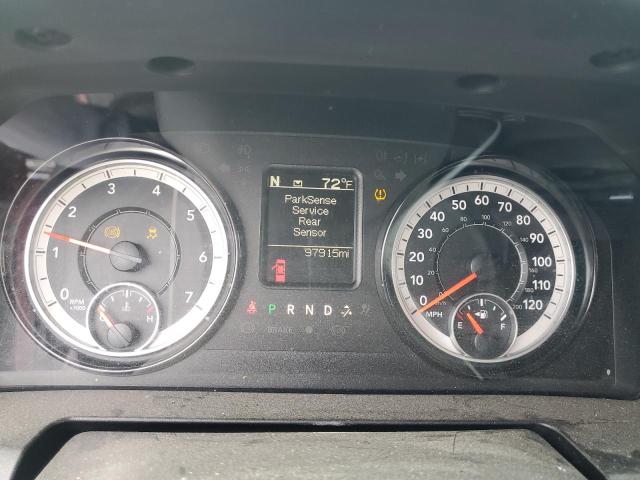 N 72°F
ParkSense
Service
Rear
Sensor
97915mi
0 1 2 3 4 5 6 7
RPM
x1000
H
P R N D
BRAKE
0 10 20 30 40 50 60 70 80 90 100 110 120
MPH
E F